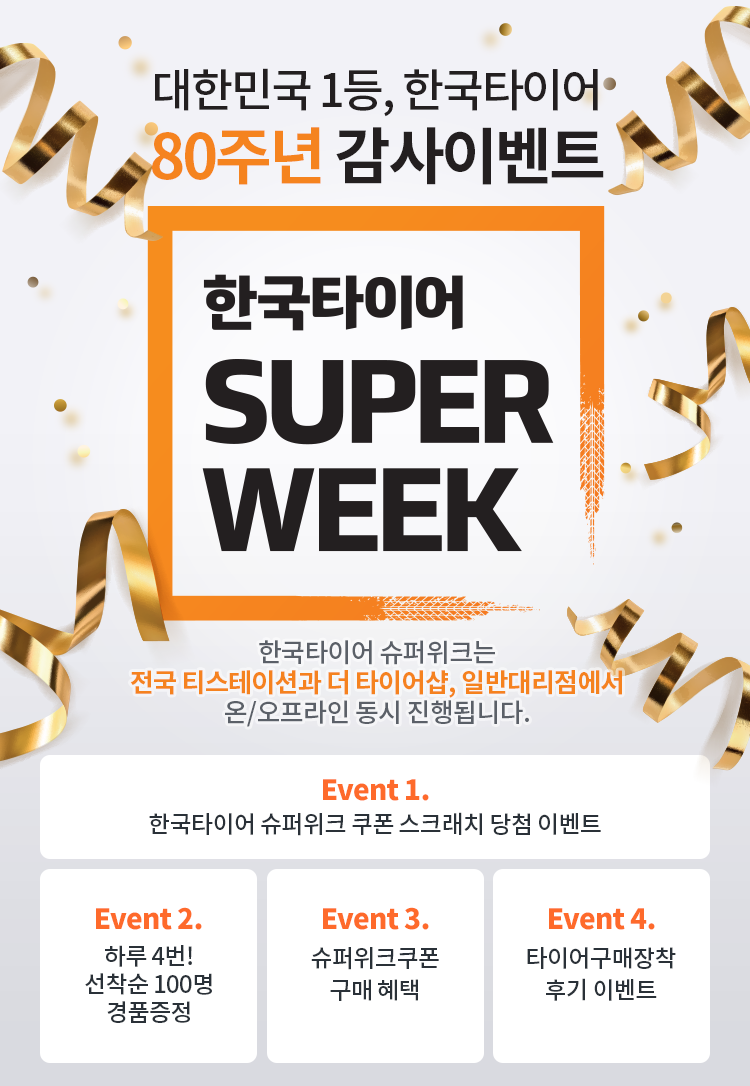 대한민국 1등, 한국타이어
80주년 감사이벤트
한국타이어
SUPER
WEEK
한국타이어 슈퍼위크는
전국 티스테이션과 더 타이어샵, 일반대리점에서
온/오프라인 동시 진행됩니다.
Event 1.
한국타이어 슈퍼위크 쿠폰 스크래치 당첨 이벤트
Event 2.
하루 4번!
선착순 100명
경품증정
Event 3.
슈퍼위크쿠폰
구매 혜택
Event 4.
타이어구매장착
후기 이벤트